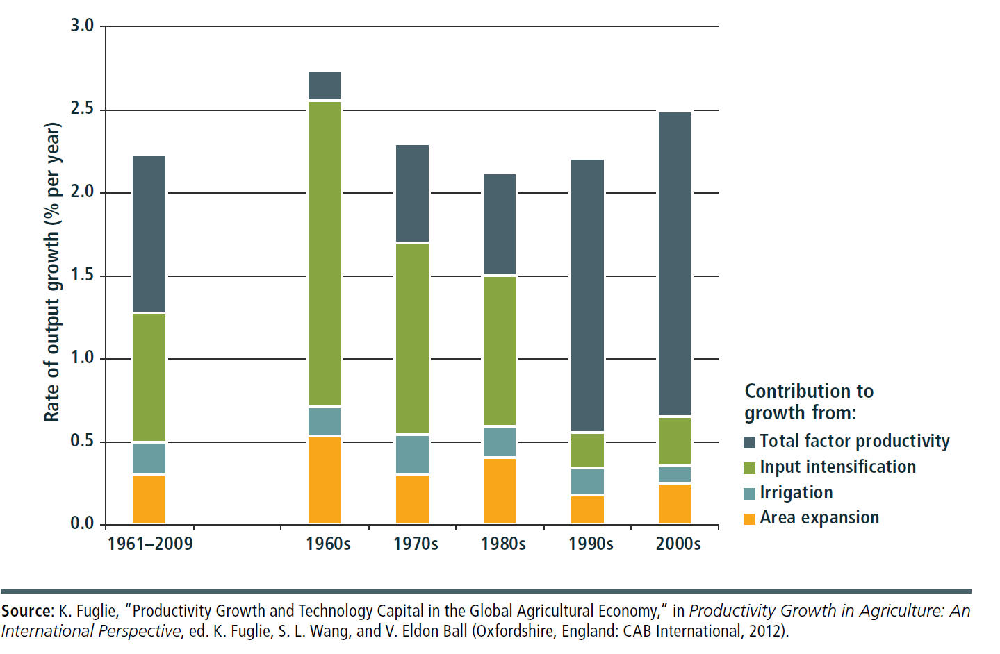 Rate of output growth (% per year)
3.0
2.5
2.0
1.5
1.0
0.5
0.0
1961–2009
1960s
1970s
1980s
1990s
2000s
Contribution to
growth from:
Total factor productivity
Input intensification
Irrigation
Area expansion
Source: K. Fuglie, “Productivity Growth and Technology Capital in the Global Agricultural Economy,” in Productivity Growth in Agriculture: An
International Perspective, ed. K. Fuglie, S. L. Wang, and V. Eldon Ball (Oxfordshire, England: CAB International, 2012).